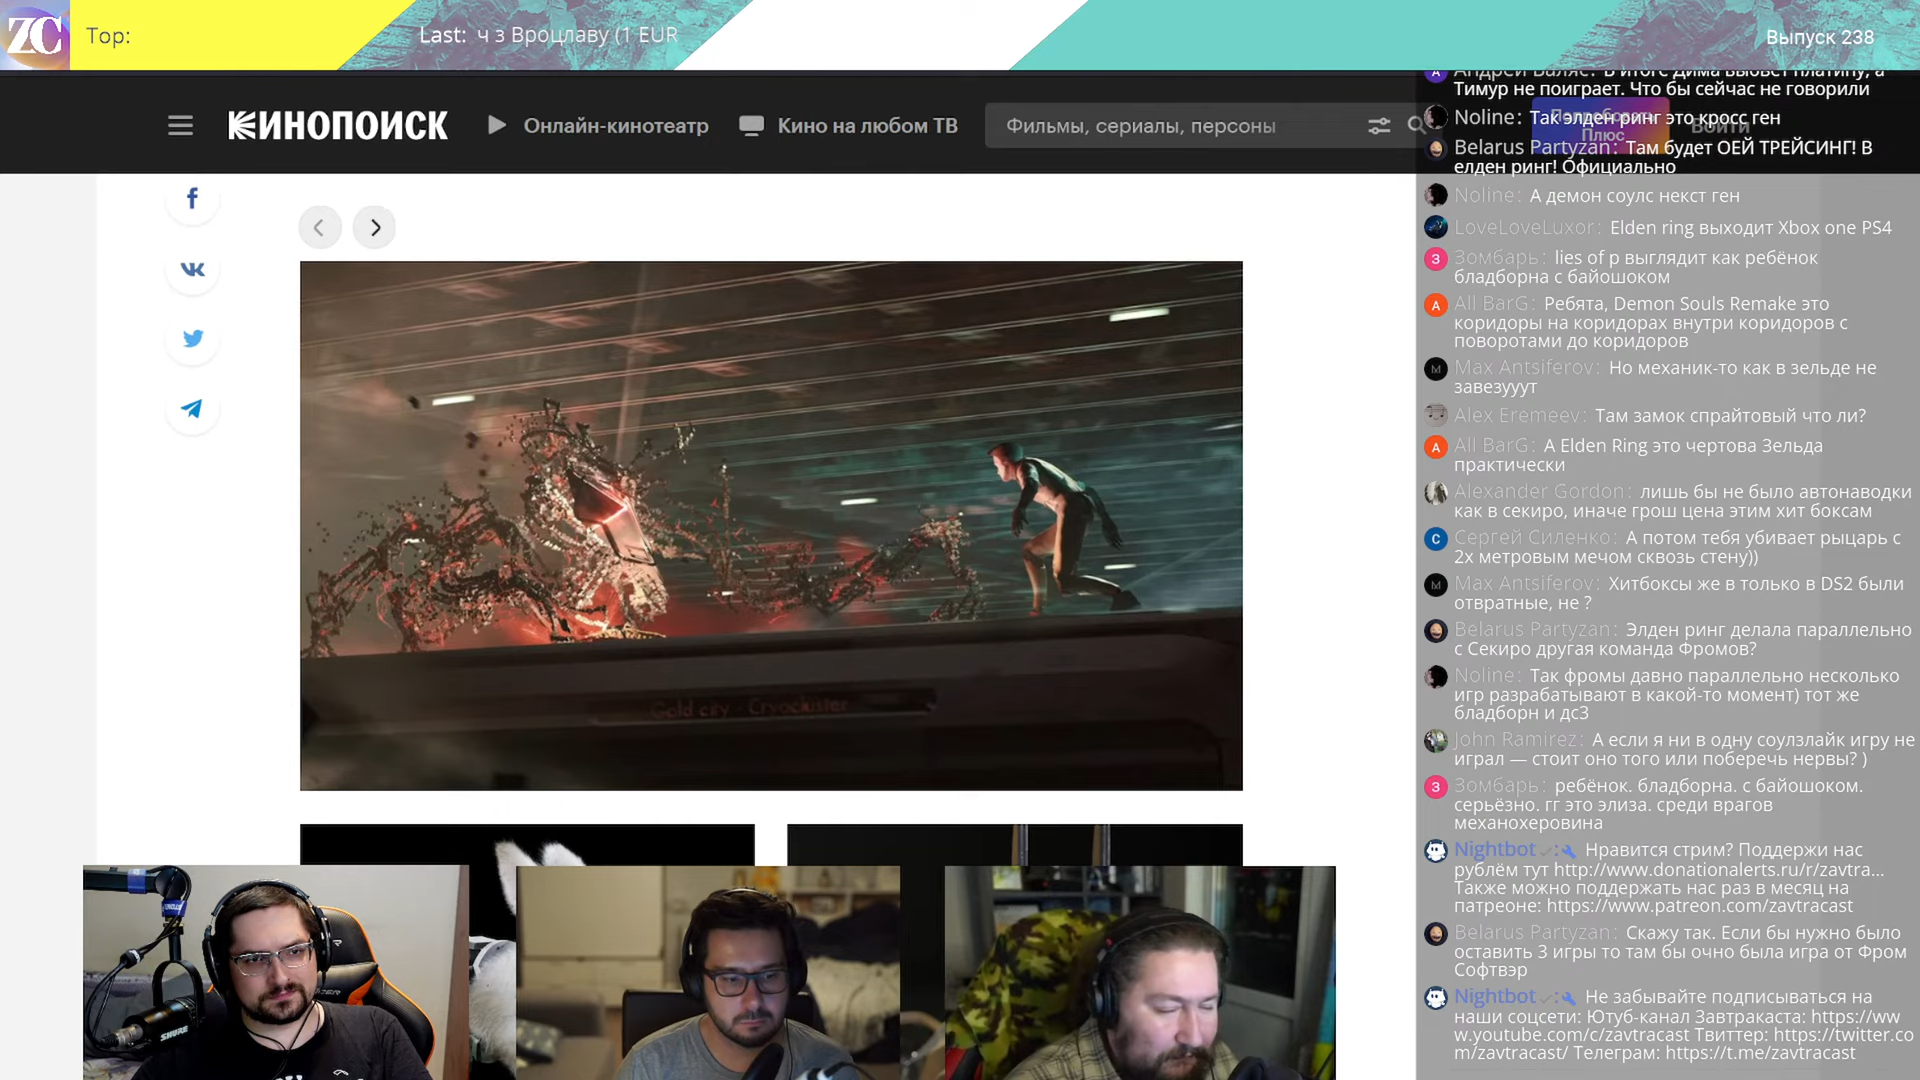 ZC
Top:
Last: ч з Вроцлаву (1 EUR
Выпуск 238
КИНОПОИСК
Онлайн-кинотеатр
Кино на любом ТВ
Фильмы, сериалы, персоны
Плюс
Войти
Gold city - Cryocluster
SHURE
Андрей Валяс: В итоге Дима выбьет платину, а
Тимур не поиграет. Что бы сейчас не говорили
Noline: Так элден ринг это кросс ген
Belarus Partyzan: Там будет ОЕЙ ТРЕЙСИНГ! В
елден ринг! Официально
Noline: А демон соулс некст ген
LoveLoveLuxor: Elden ring выходит Xbox one PS4
Зомбарь: lies of p выглядит как ребёнок
бладборна с байошоком
All BarG: Ребята, Demon Souls Remake это
коридоры на коридорах внутри коридоров с
поворотами до коридоров
Max Antsiferov: Но механик-то как в зельде не
завезуууут
Alex Eremeev: Там замок спрайтовый что ли?
All BarG: А Elden Ring это чертова Зельда
практически
Alexander Gordon: лишь бы не было автонаводки
как в секиро, иначе грош цена этим хит боксам
Сергей Силенко: А потом тебя убивает рыцарь с
2х метровым мечом сквозь стену))
Max Antsiferov: Хитбоксы же в только в DS2 были
отвратные, не ?
Belarus Partyzan: Элден ринг делала параллельно
с Секиро другая команда Фромов?
Noline: Так фромы давно параллельно несколько
игр разрабатывают в какой-то момент) тот же
бладборн и дс3
John Ramirez: А если я ни в одну соулзлайк игру не
играл — стоит оно того или поберечь нервы? )
Зомбарь: ребёнок. бладборна. с байошоком.
серьёзно. гг это элиза. среди врагов
механохеровина
Nightbot: Нравится стрим? Поддержи нас
рублём тут http://www.donationalerts.ru/r/zavtra...
Также можно поддержать нас раз в месяц на
патреоне: https://www.patreon.com/zavtracast
Belarus Partyzan: Скажу так. Если бы нужно было
оставить 3 игры то там бы очно была игра от Фром
Софтвэр
Nightbot: Не забывайте подписываться на
наши соцсети: Ютуб-канал Завтракаста: https://ww
w.youtube.com/c/zavtracast Твиттер: https://twitter.co
m/zavtracast/ Телеграм: https://t.me/zavtracast